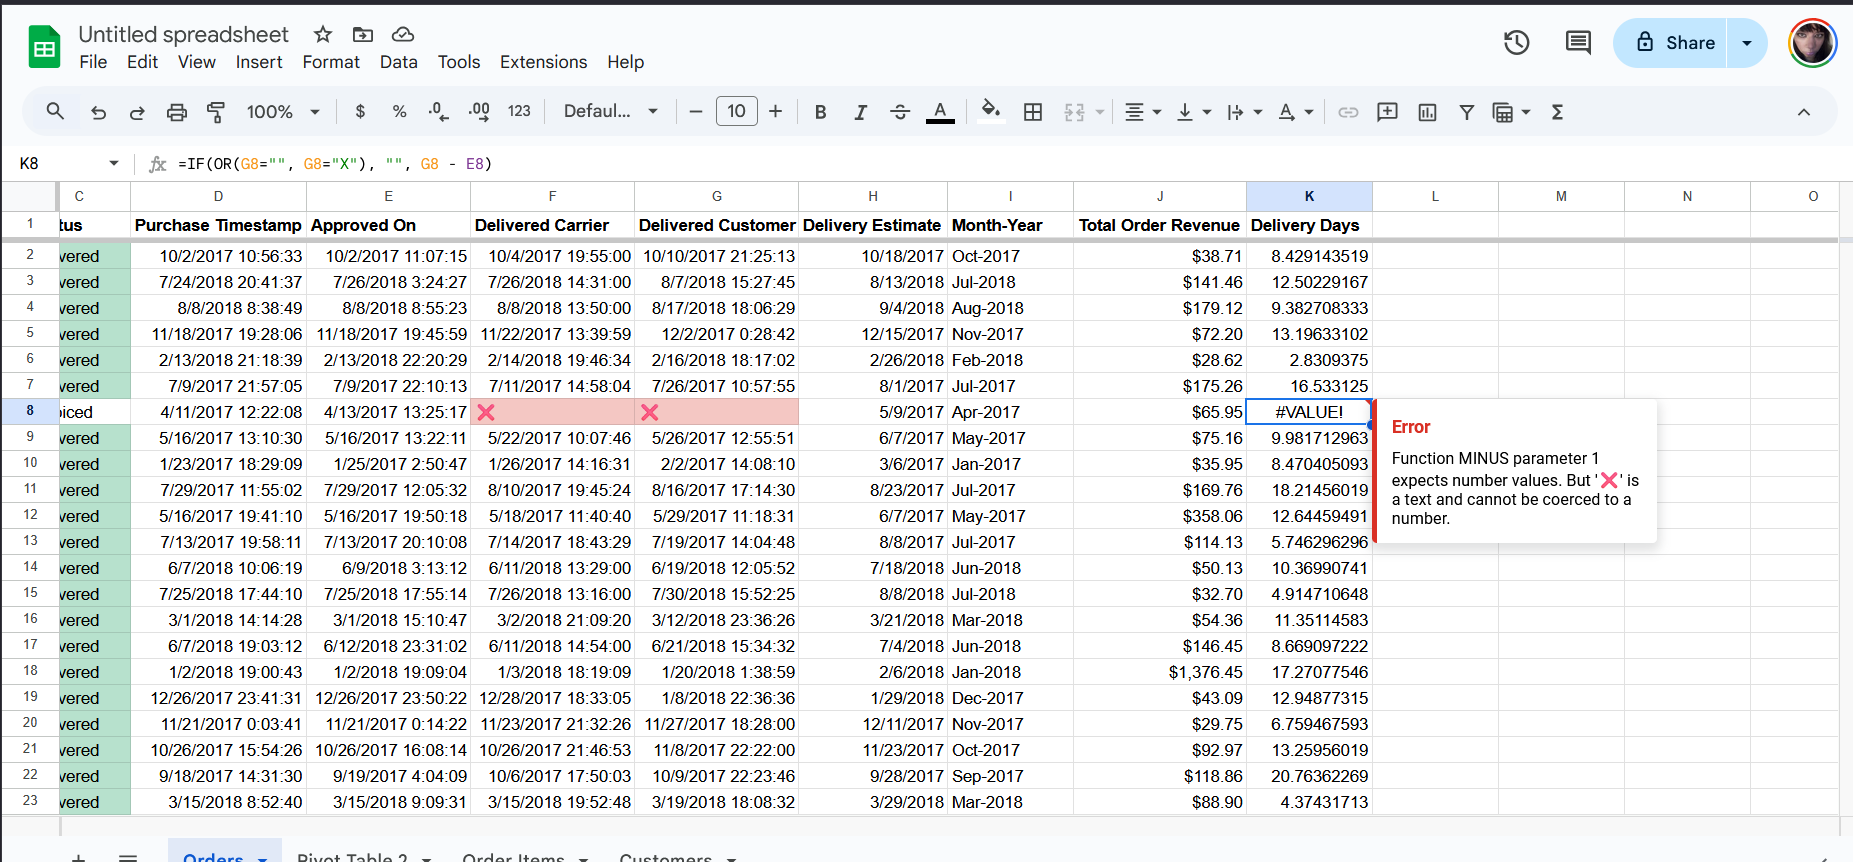 Untitled spreadsheet
File Edit View Insert Format Data Tools Extensions Help
Share
100% $ % .0 .00 123 Defaul... 10 B I A
K8 fx =IF(OR(G8="", G8="X"), "", G8 - E8)
C D E F G H I J K L M N O
1 tus Purchase Timestamp Approved On Delivered Carrier Delivered Customer Delivery Estimate Month-Year Total Order Revenue Delivery Days
2 vered 10/2/2017 10:56:33 10/2/2017 11:07:15 10/4/2017 19:55:00 10/10/2017 21:25:13 10/18/2017 Oct-2017 $38.71 8.429143519
3 vered 7/24/2018 20:41:37 7/26/2018 3:24:27 7/26/2018 14:31:00 8/7/2018 15:27:45 8/13/2018 Jul-2018 $141.46 12.50229167
4 vered 8/8/2018 8:38:49 8/8/2018 8:55:23 8/8/2018 13:50:00 8/17/2018 18:06:29 9/4/2018 Aug-2018 $179.12 9.382708333
5 vered 11/18/2017 19:28:06 11/18/2017 19:45:59 11/22/2017 13:39:59 12/2/2017 0:28:42 12/15/2017 Nov-2017 $72.20 13.19633102
6 vered 2/13/2018 21:18:39 2/13/2018 22:20:29 2/14/2018 19:46:34 2/16/2018 18:17:02 2/26/2018 Feb-2018 $28.62 2.8309375
7 vered 7/9/2017 21:57:05 7/9/2017 22:10:13 7/11/2017 14:58:04 7/26/2017 10:57:55 8/1/2017 Jul-2017 $175.26 16.533125
8 oiced 4/11/2017 12:22:08 4/13/2017 13:25:17 ❌ ❌ 5/9/2017 Apr-2017 $65.95 #VALUE!
9 vered 5/16/2017 13:10:30 5/16/2017 13:22:11 5/22/2017 10:07:46 5/26/2017 12:55:51 6/7/2017 May-2017 $75.16 9.981712963
10 vered 1/23/2017 18:29:09 1/25/2017 2:50:47 1/26/2017 14:16:31 2/2/2017 14:08:10 3/6/2017 Jan-2017 $35.95 8.470405093
11 vered 7/29/2017 11:55:02 7/29/2017 12:05:32 8/10/2017 19:45:24 8/16/2017 17:14:30 8/23/2017 Jul-2017 $169.76 18.21456019
12 vered 5/16/2017 19:41:10 5/16/2017 19:50:18 5/18/2017 11:40:40 5/29/2017 11:18:31 6/7/2017 May-2017 $358.06 12.64459491
13 vered 7/13/2017 19:58:11 7/13/2017 20:10:08 7/14/2017 18:43:29 7/19/2017 14:04:48 8/8/2017 Jul-2017 $114.13 5.746296296
14 vered 6/7/2018 10:06:19 6/9/2018 3:13:12 6/11/2018 13:29:00 6/19/2018 12:05:52 7/18/2018 Jun-2018 $50.13 10.36990741
15 vered 7/25/2018 17:44:10 7/25/2018 17:55:14 7/26/2018 13:16:00 7/30/2018 15:52:25 8/8/2018 Jul-2018 $32.70 4.914710648
16 vered 3/1/2018 14:14:28 3/1/2018 15:10:47 3/2/2018 21:09:20 3/12/2018 23:36:26 3/21/2018 Mar-2018 $54.36 11.35114583
17 vered 6/7/2018 19:03:12 6/12/2018 23:31:02 6/11/2018 14:54:00 6/21/2018 15:34:32 7/4/2018 Jun-2018 $146.45 8.669097222
18 vered 1/2/2018 19:00:43 1/2/2018 19:09:04 1/3/2018 18:19:09 1/20/2018 1:38:59 2/6/2018 Jan-2018 $1,376.45 17.27077546
19 vered 12/26/2017 23:41:31 12/26/2017 23:50:22 12/28/2017 18:33:05 1/8/2018 22:36:36 1/29/2018 Dec-2017 $43.09 12.94877315
20 vered 11/21/2017 0:03:41 11/21/2017 0:14:22 11/23/2017 21:32:26 11/27/2017 18:28:00 12/11/2017 Nov-2017 $29.75 6.759467593
21 vered 10/26/2017 15:54:26 10/26/2017 16:08:14 10/26/2017 21:46:53 11/8/2017 22:22:00 11/23/2017 Oct-2017 $92.97 13.25956019
22 vered 9/18/2017 14:31:30 9/19/2017 4:04:09 10/6/2017 17:50:03 10/9/2017 22:23:46 9/28/2017 Sep-2017 $118.86 20.76362269
23 vered 3/15/2018 8:52:40 3/15/2018 9:09:31 3/15/2018 19:52:48 3/19/2018 18:08:32 3/29/2018 Mar-2018 $88.90 4.37431713
Error
Function MINUS parameter 1
expects number values. But '❌' is
a text and cannot be coerced to a
number.
Orders Pivot Table 2 Order Items Customers